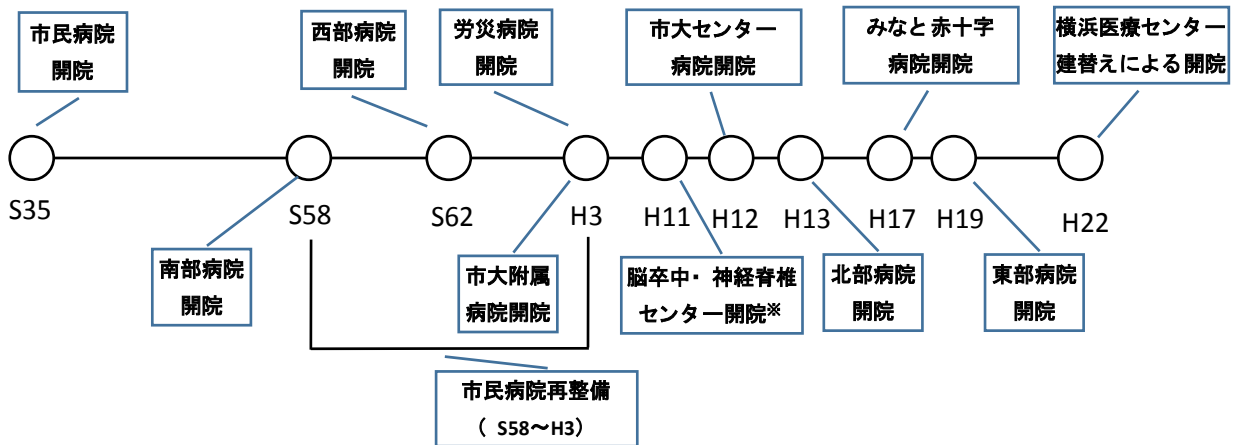 市民病院
開院
西部病院
開院
労災病院
開院
市大センター
病院開院
みなと赤十字
病院開院
横浜医療センター
建替えによる開院
S35
S58
S62
H3
H11
H12
H13
H17
H19
H22
南部病院
開院
市大附属
病院開院
脳卒中・神経脊椎
センター開院※
北部病院
開院
東部病院
開院
市民病院再整備
( S58～H3)